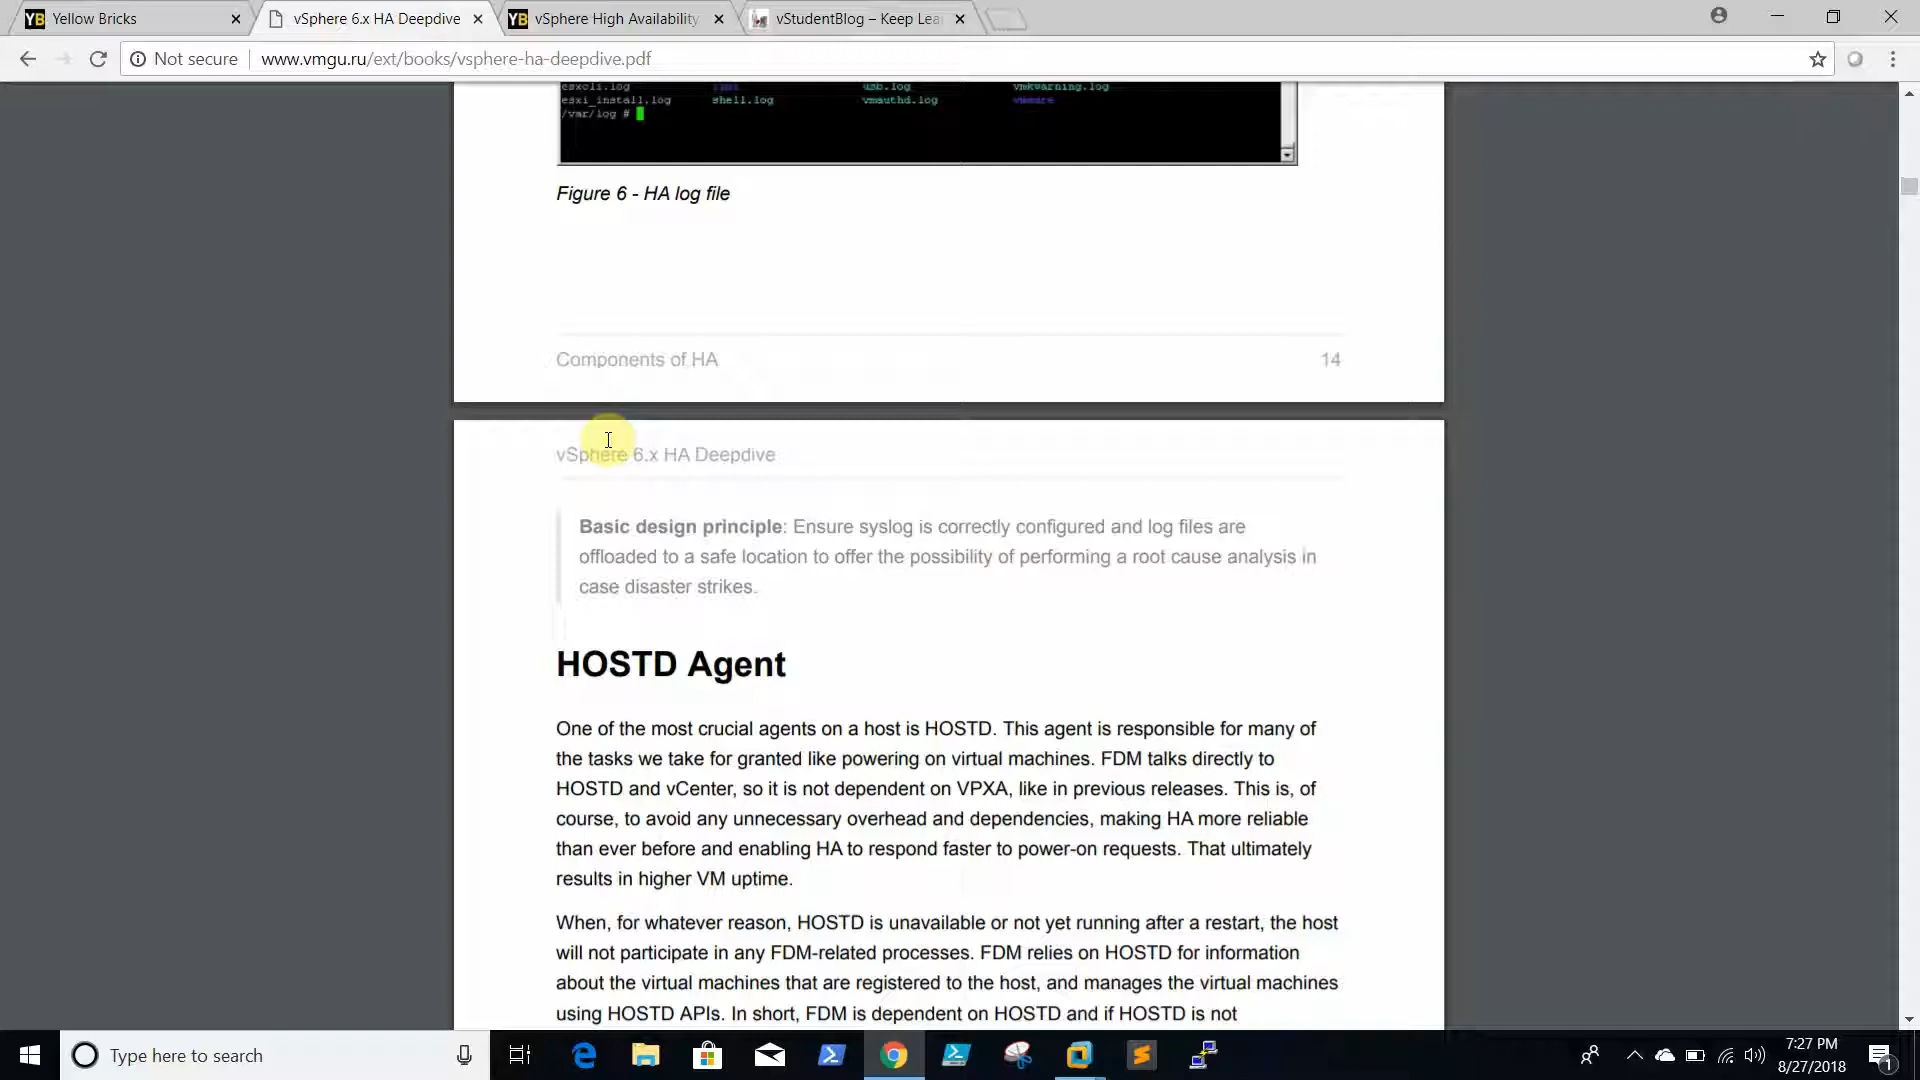 YB Yellow Bricks
vSphere 6.x HA Deepdive
YB vSphere High Availability
vStudentBlog – Keep Lea
Not secure
www.vmgu.ru/ext/books/vsphere-ha-deepdive.pdf
esxcli.log usb.log vmkwarning.log
esxi_install.log shell.log vmauthd.log vmware
/var/log #
Figure 6 - HA log file
Components of HA 14
vSphere 6.x HA Deepdive
Basic design principle: Ensure syslog is correctly configured and log files are
offloaded to a safe location to offer the possibility of performing a root cause analysis in
case disaster strikes.
HOSTD Agent
One of the most crucial agents on a host is HOSTD. This agent is responsible for many of
the tasks we take for granted like powering on virtual machines. FDM talks directly to
HOSTD and vCenter, so it is not dependent on VPXA, like in previous releases. This is, of
course, to avoid any unnecessary overhead and dependencies, making HA more reliable
than ever before and enabling HA to respond faster to power-on requests. That ultimately
results in higher VM uptime.
When, for whatever reason, HOSTD is unavailable or not yet running after a restart, the host
will not participate in any FDM-related processes. FDM relies on HOSTD for information
about the virtual machines that are registered to the host, and manages the virtual machines
using HOSTD APIs. In short, FDM is dependent on HOSTD and if HOSTD is not
Type here to search
7:27 PM
8/27/2018
1